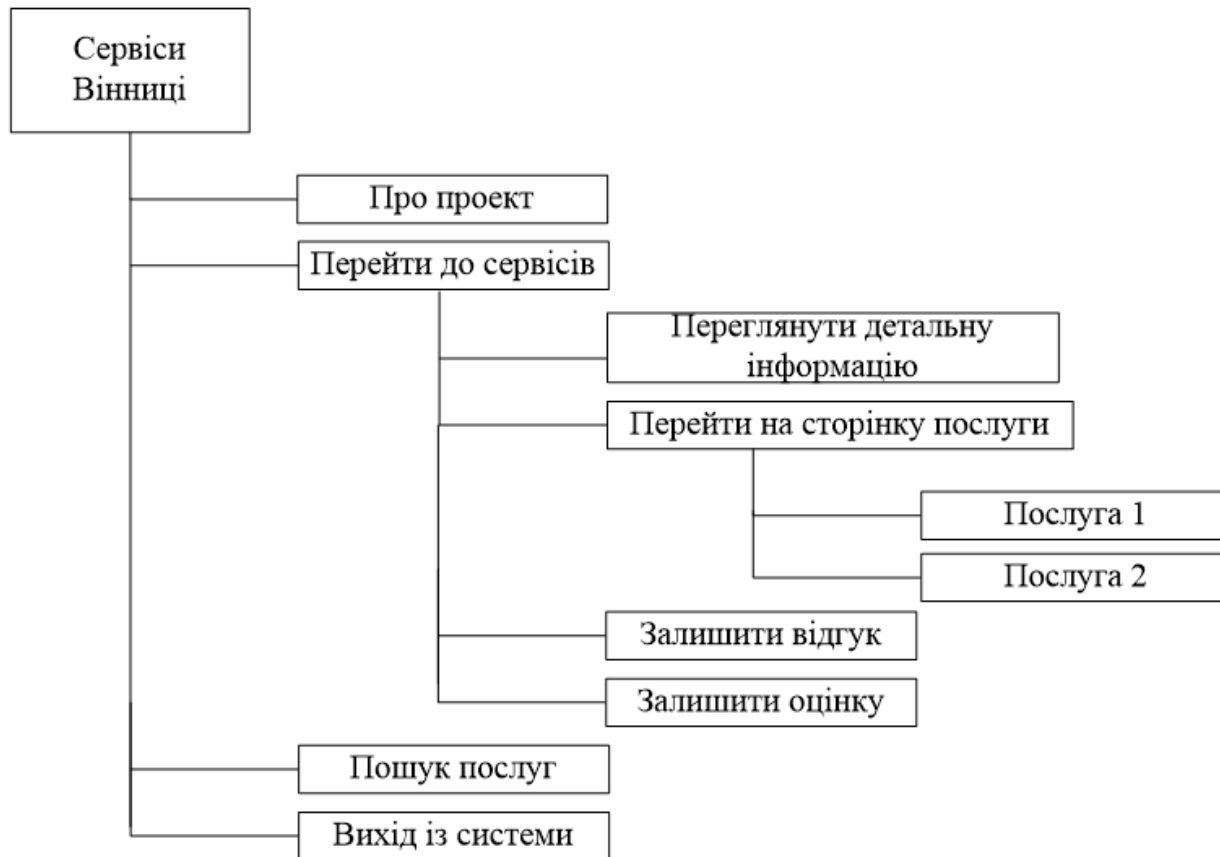 Сервіси
Вінниці
Про проект
Перейти до сервісів
Переглянути детальну
інформацію
Перейти на сторінку послуги
Послуга 1
Послуга 2
Залишити відгук
Залишити оцінку
Пошук послуг
Вихід із системи